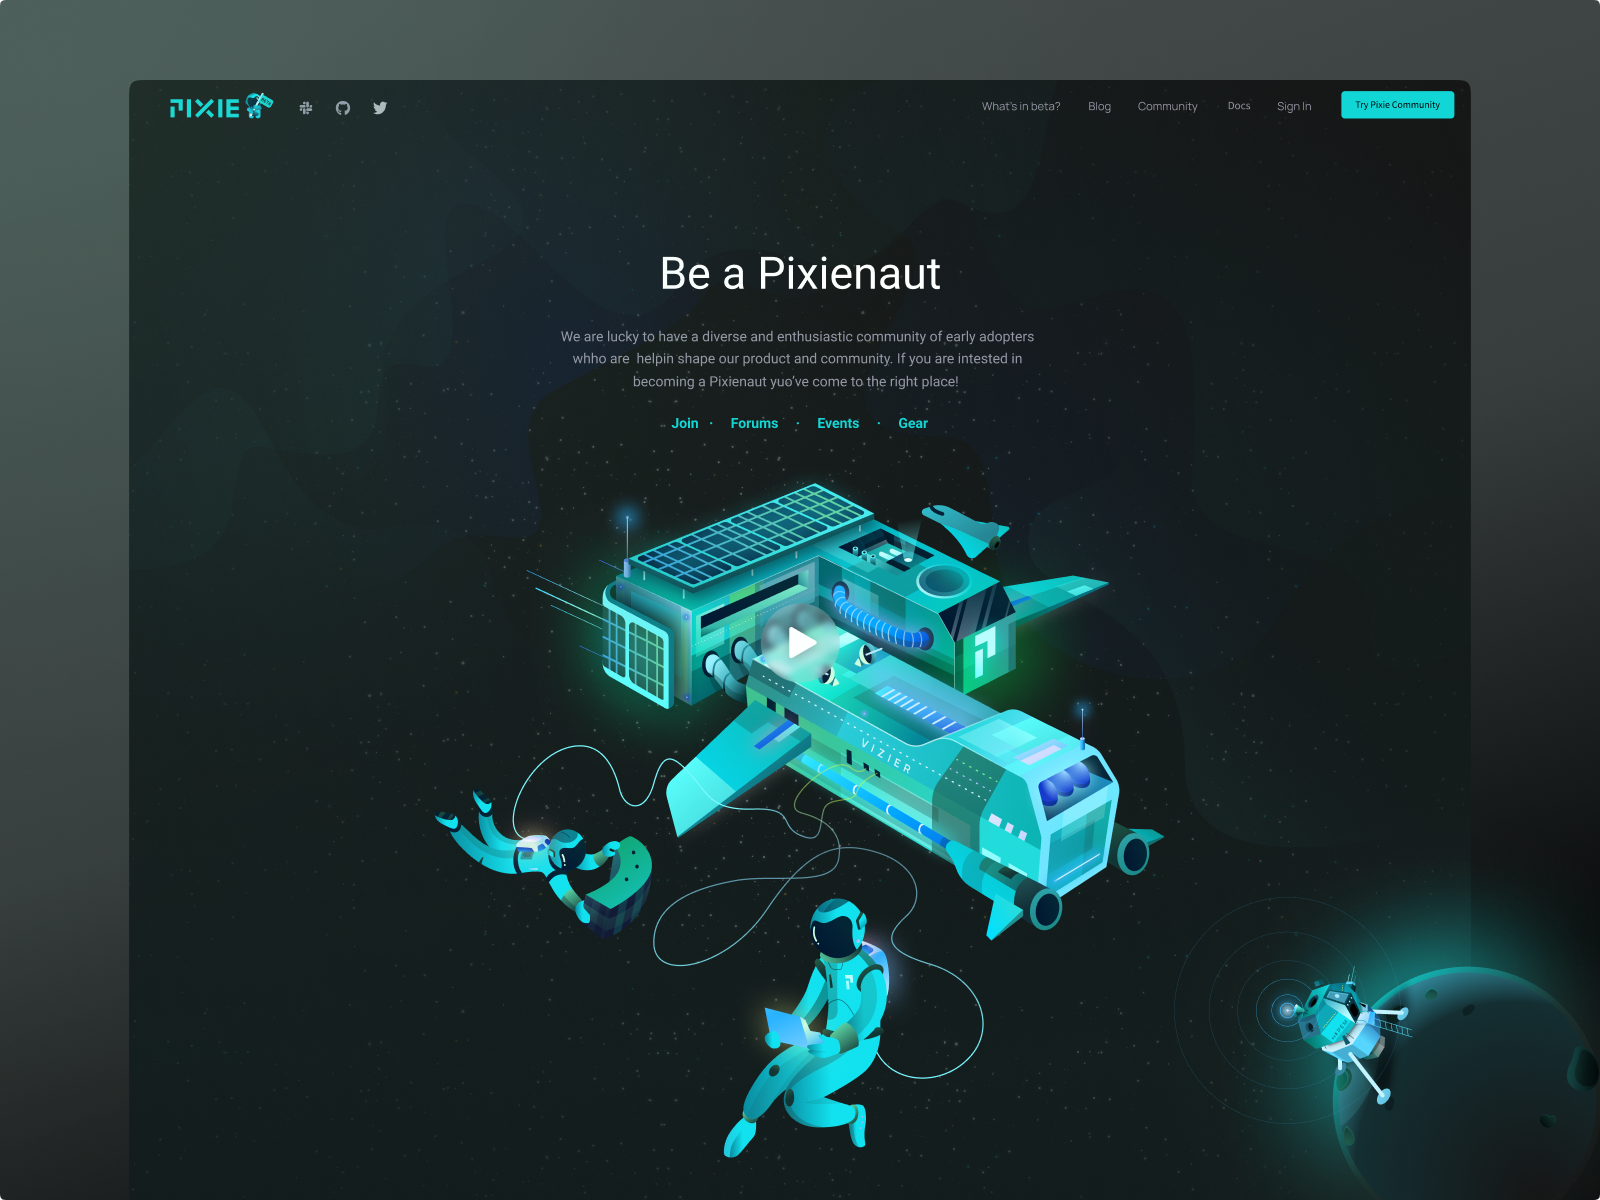 PIXIE
What's in beta?
Blog
Community
Docs
Sign In
Try Pixie Community
Be a Pixienaut
We are lucky to have a diverse and enthusiastic community of early adopters
whho are helpin shape our product and community. If you are intested in
becoming a Pixienaut yuo've come to the right place!
Join · Forums · Events · Gear
VIZIER